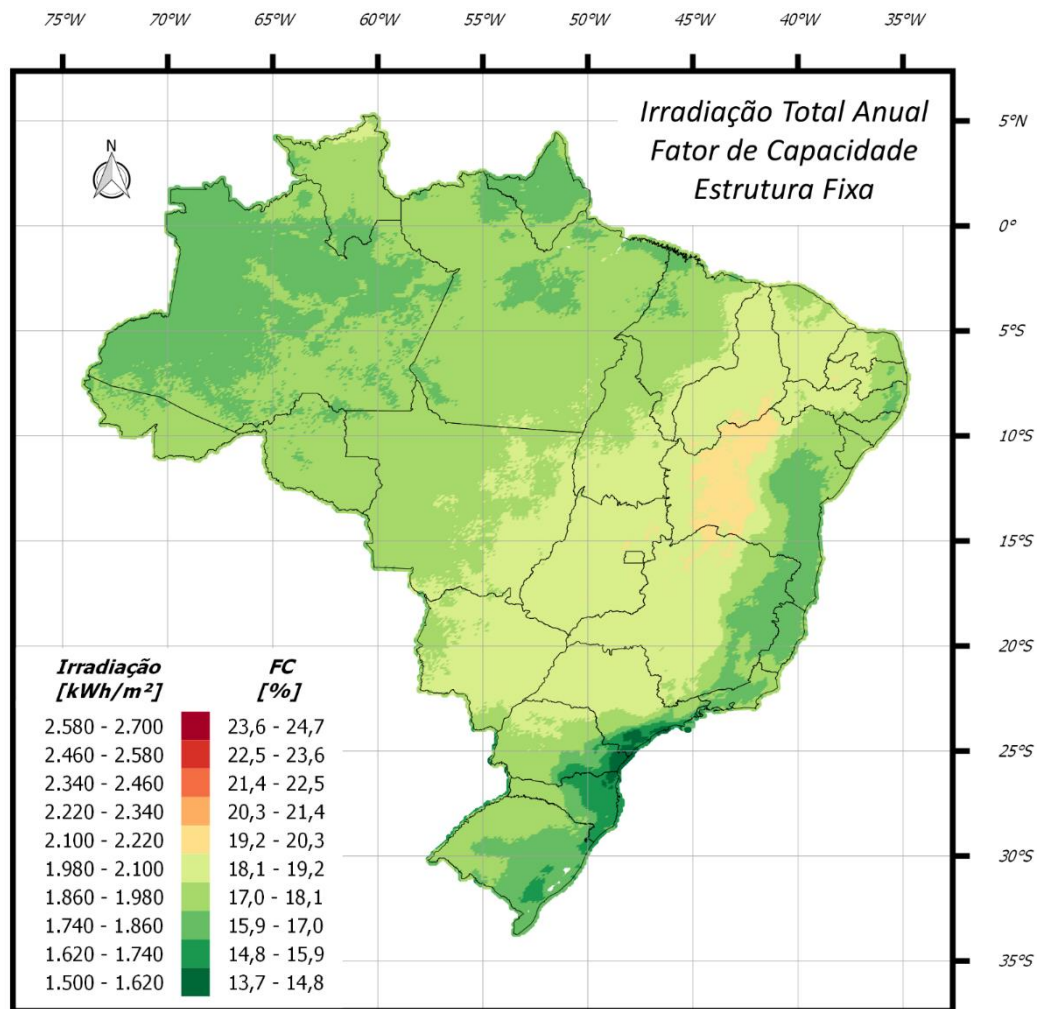 75°W 70°W 65°W 60°W 55°W 50°W 45°W 40°W 35°W
Irradiação Total Anual
Fator de Capacidade
Estrutura Fixa
N
5°N
0°
5°S
10°S
15°S
20°S
25°S
30°S
35°S
Irradiação FC
[kWh/m²] [%]
2.580 - 2.700 23,6 - 24,7
2.460 - 2.580 22,5 - 23,6
2.340 - 2.460 21,4 - 22,5
2.220 - 2.340 20,3 - 21,4
2.100 - 2.220 19,2 - 20,3
1.980 - 2.100 18,1 - 19,2
1.860 - 1.980 17,0 - 18,1
1.740 - 1.860 15,9 - 17,0
1.620 - 1.740 14,8 - 15,9
1.500 - 1.620 13,7 - 14,8